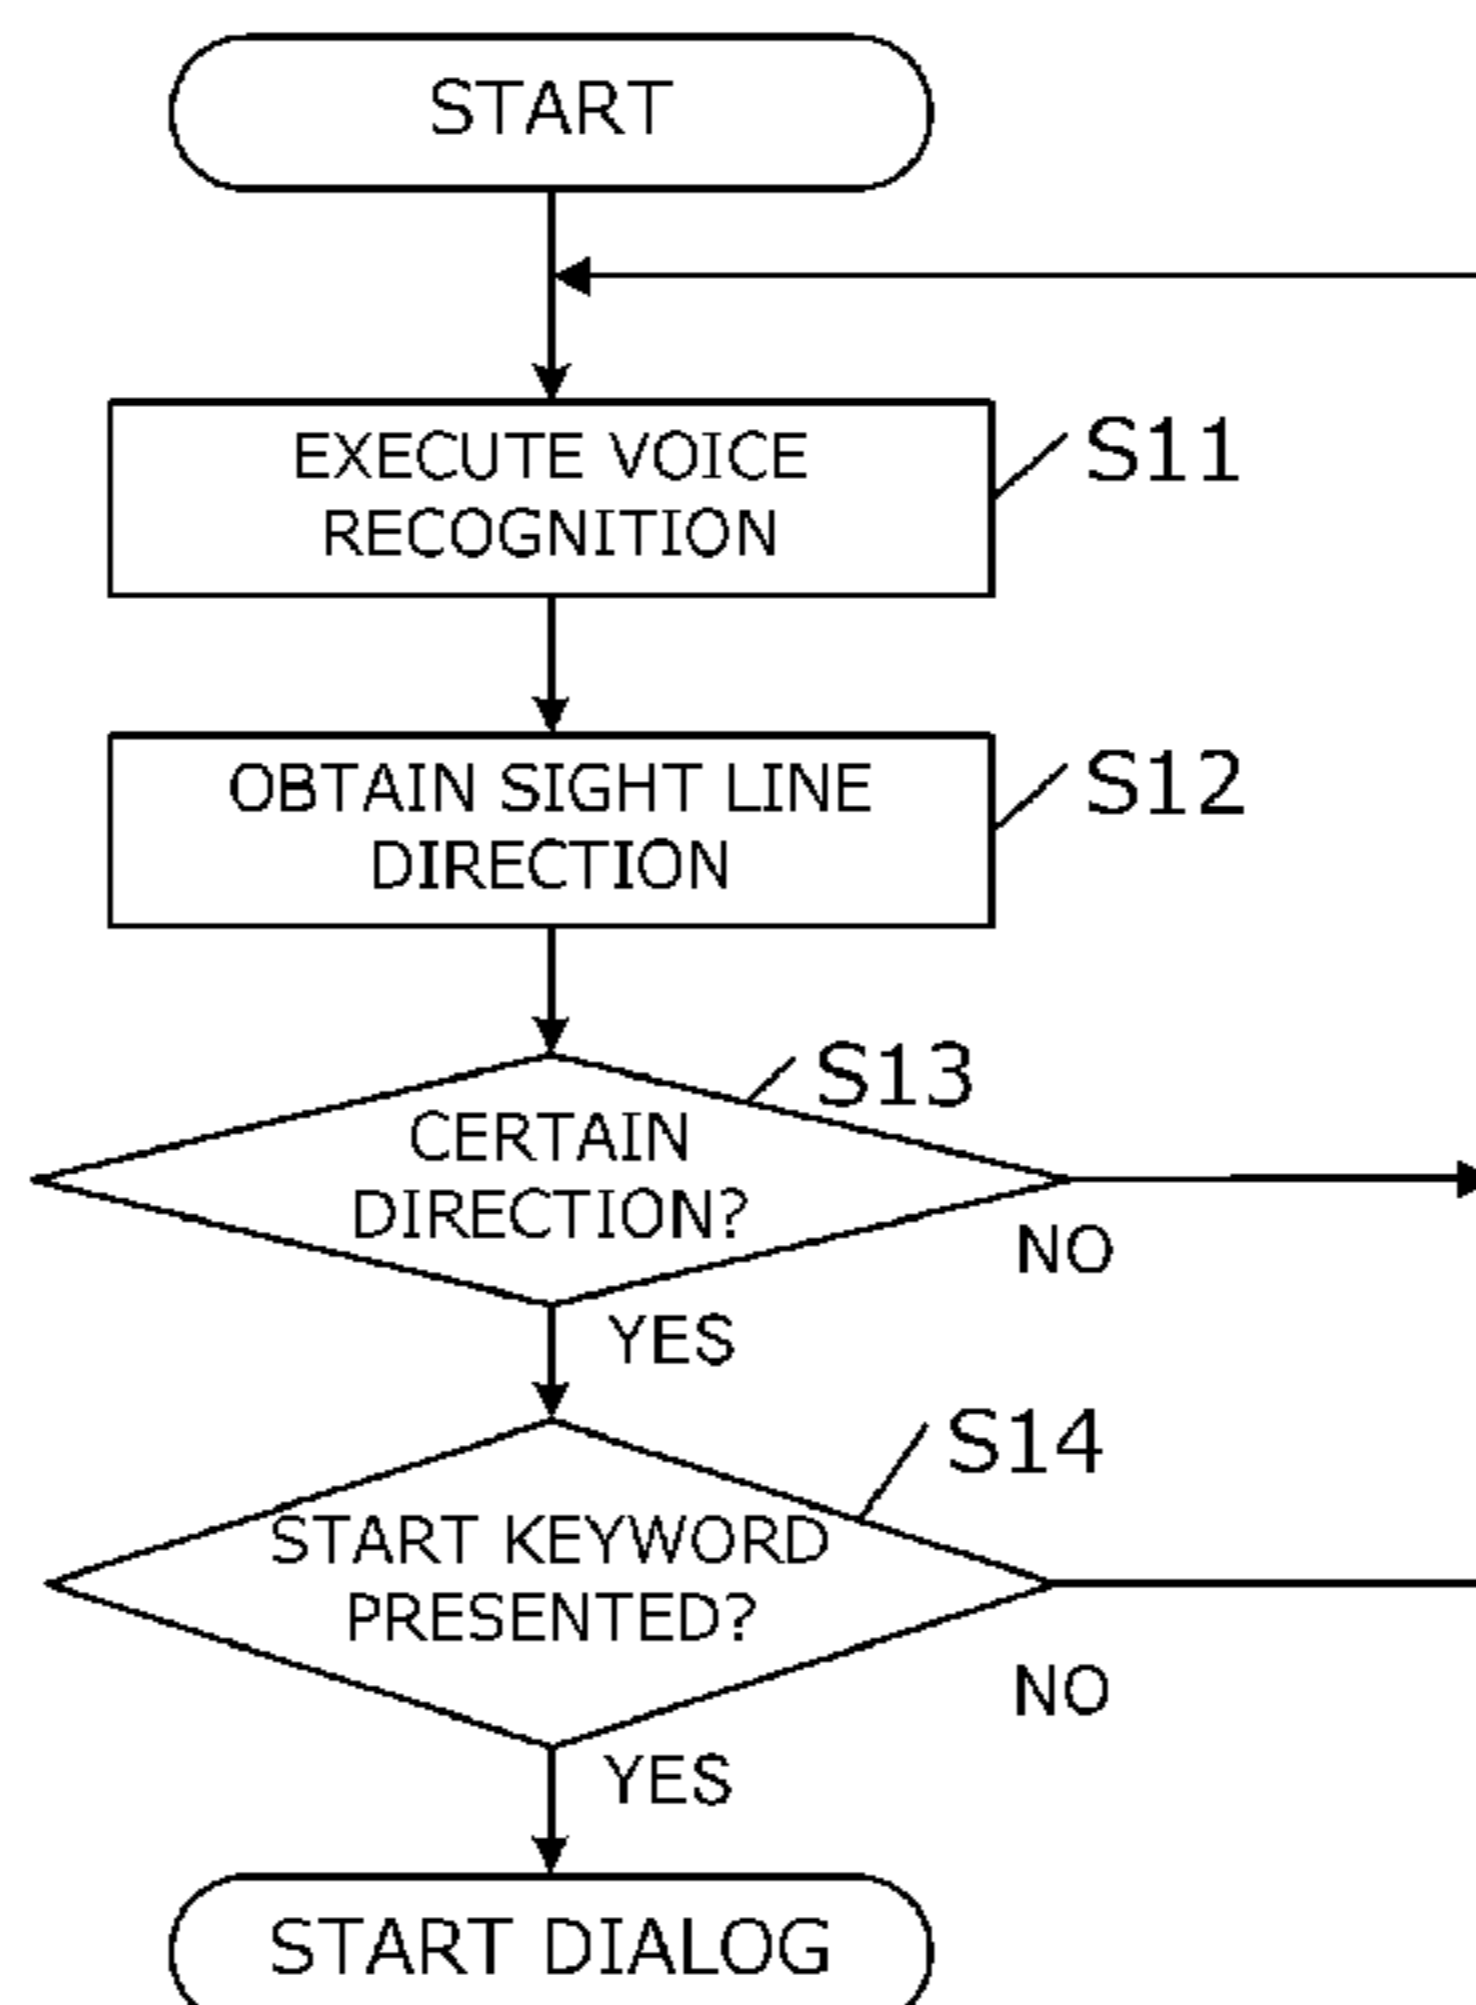 START
EXECUTE VOICE
RECOGNITION
S11
OBTAIN SIGHT LINE
DIRECTION
S12
S13
CERTAIN
DIRECTION?
NO
YES
S14
START KEYWORD
PRESENTED?
NO
YES
START DIALOG